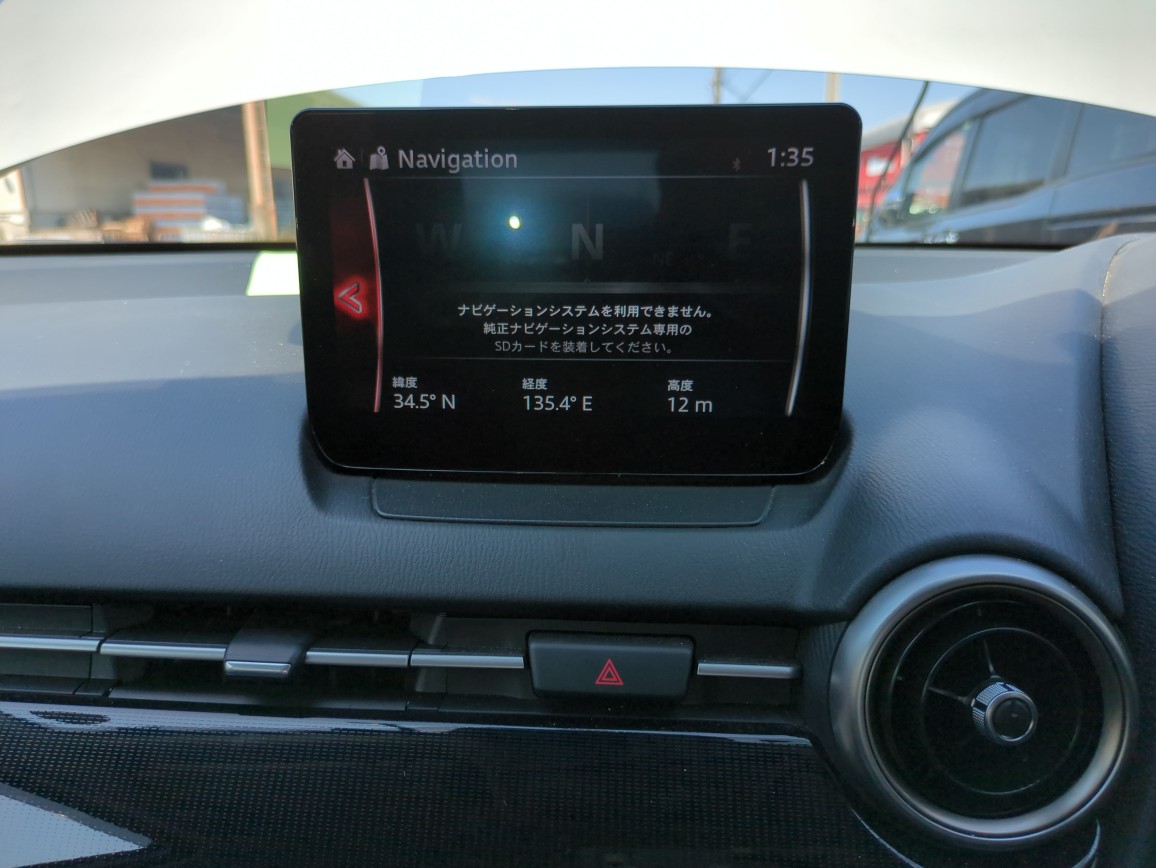 Navigation 1:35
W N NE E
ナビゲーションシステムを利用できません。
純正ナビゲーションシステム専用の
SDカードを装着してください。
緯度 経度 高度
34.5° N 135.4° E 12 m